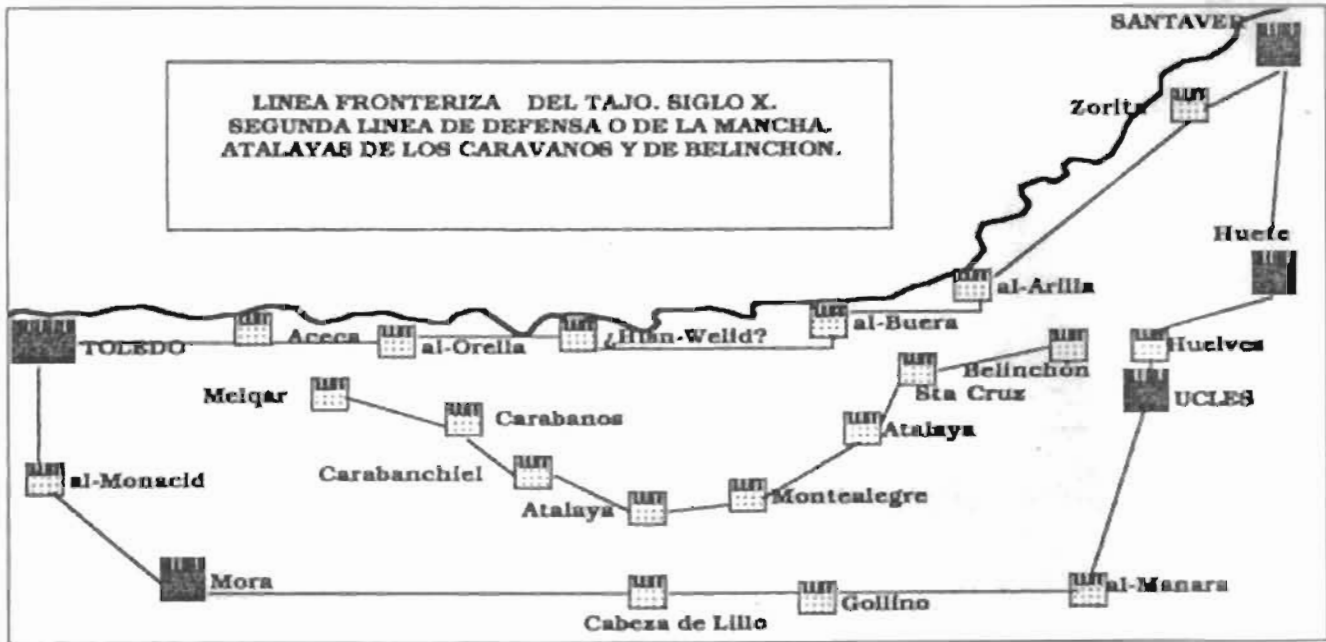 SANTAVER
LINEA FRONTERIZA DEL TAJO. SIGLO X.
SEGUNDA LINEA DE DEFENSA O DE LA MANCHA.
ATALAYAS DE LOS CARAVANOS Y DE BELINCHON.
Zorita
Huete
al-Arilla
al-Buera
TOLEDO
Aceca
al-Orella
¿Hisn-Welid?
Huelves
Belinchón
Melqar
Sta Cruz
UCLES
Carabanos
Atalaya
Carabanchiel
al-Monacid
Atalaya
Montealegre
Mora
al-Manara
Cabeza de Lillo
Gollino